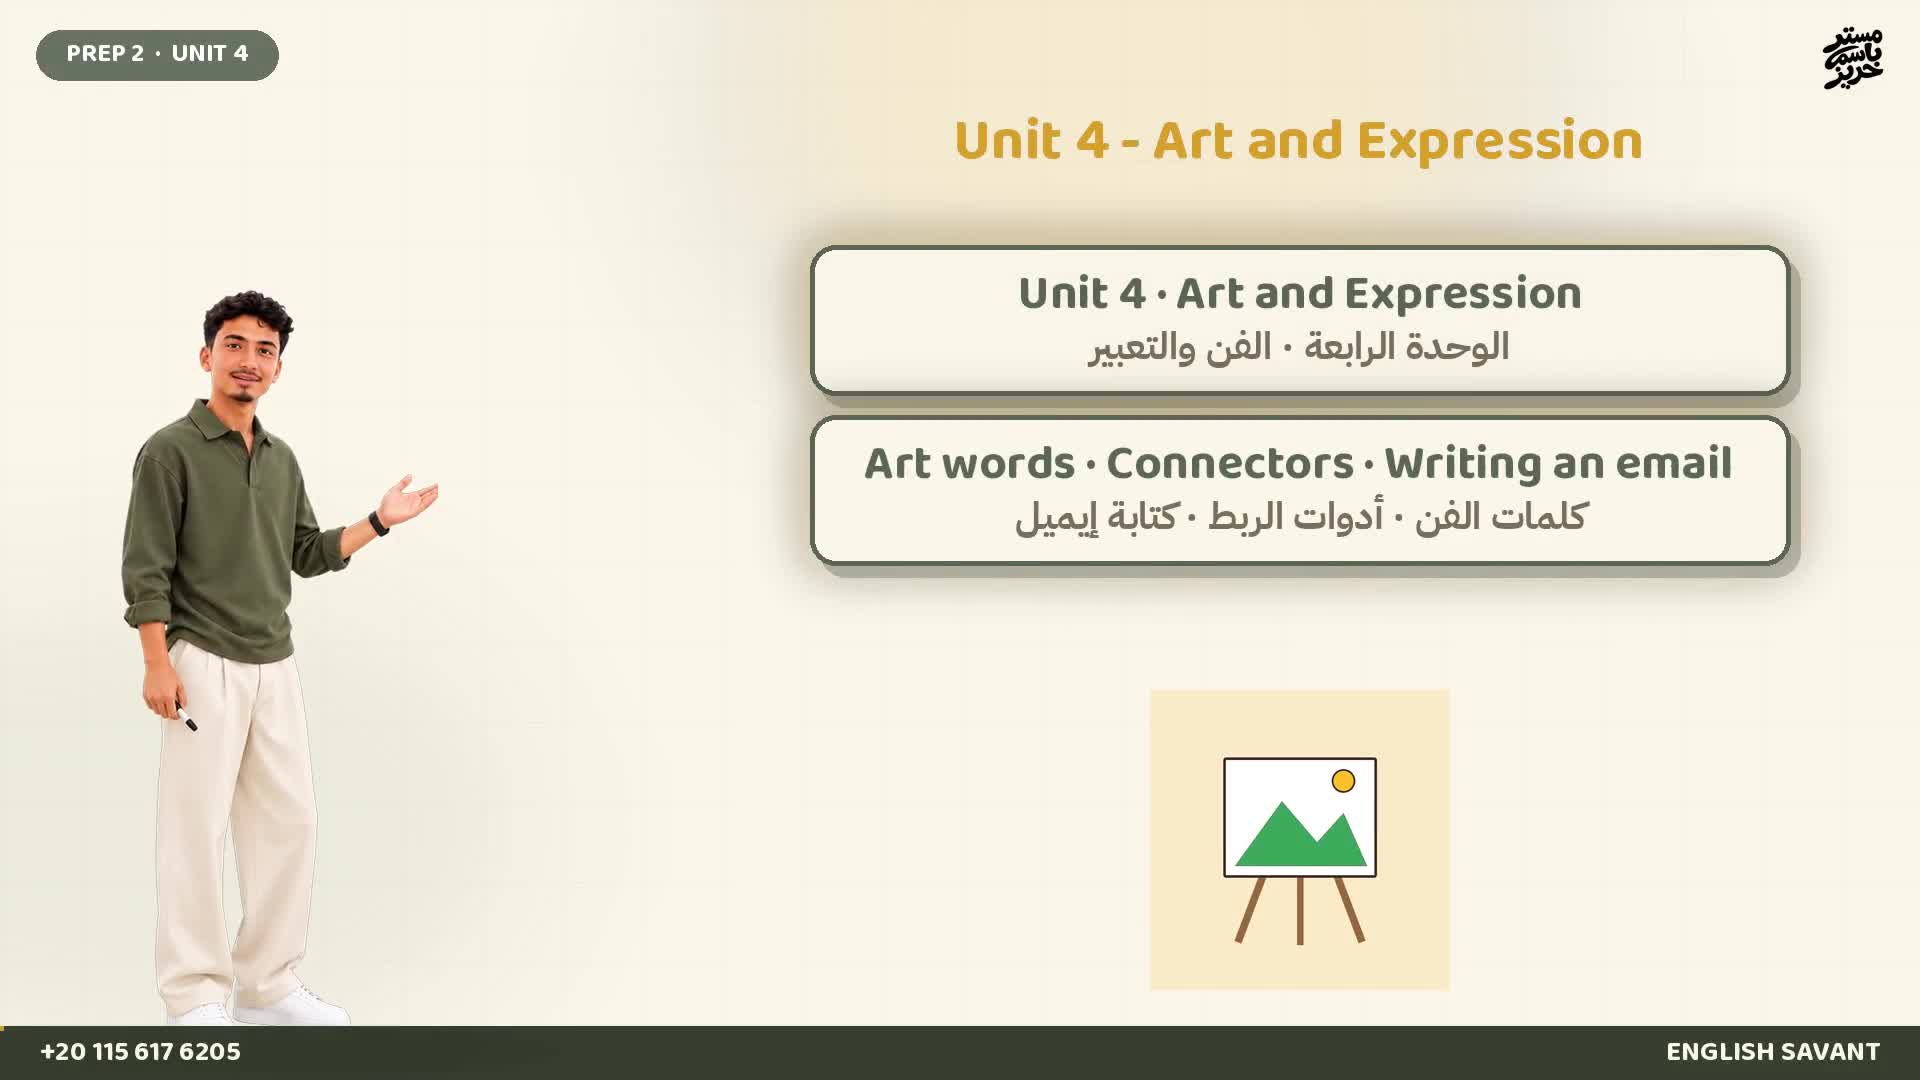 PREP 2 · UNIT 4
مستر
باسم
خريز
Unit 4 - Art and Expression
Unit 4 · Art and Expression
الوحدة الرابعة · الفن والتعبير
Art words · Connectors · Writing an email
كلمات الفن · أدوات الربط · كتابة إيميل
+20 115 617 6205
ENGLISH SAVANT